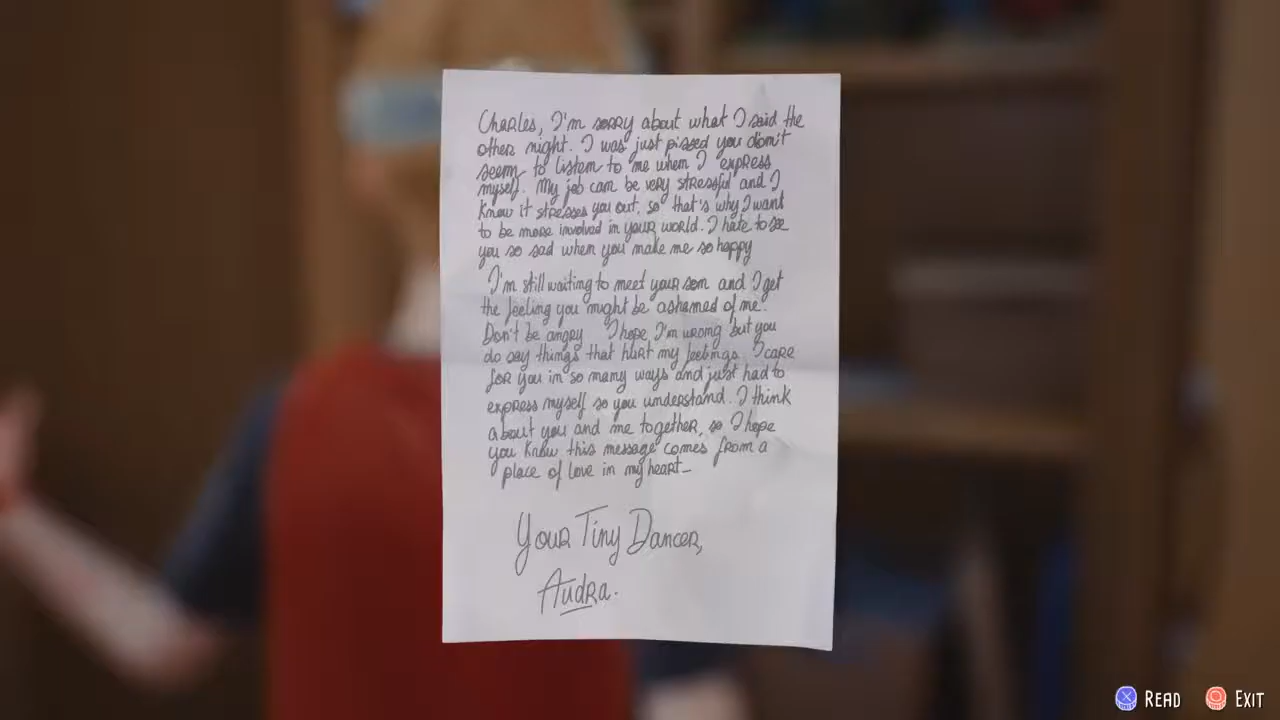 Charles, I'm sorry about what I said the
other night. I was just pissed you didn't
seem to listen to me when I express
myself. My job can be very stressful and I
know it stresses you out, so that's why I want
to be more involved in your world. I hate to see
you so sad when you make me so happy
I'm still waiting to meet your son and I get
the feeling you might be ashamed of me.
Don't be angry I hope I'm wrong but you
do say things that hurt my feelings. I care
for you in so many ways and just had to
express myself so you understand. I think
about you and me together, so I hope
you know this message comes from a
place of love in my heart_
Your Tiny Dancer,
Audra.
READ EXIT